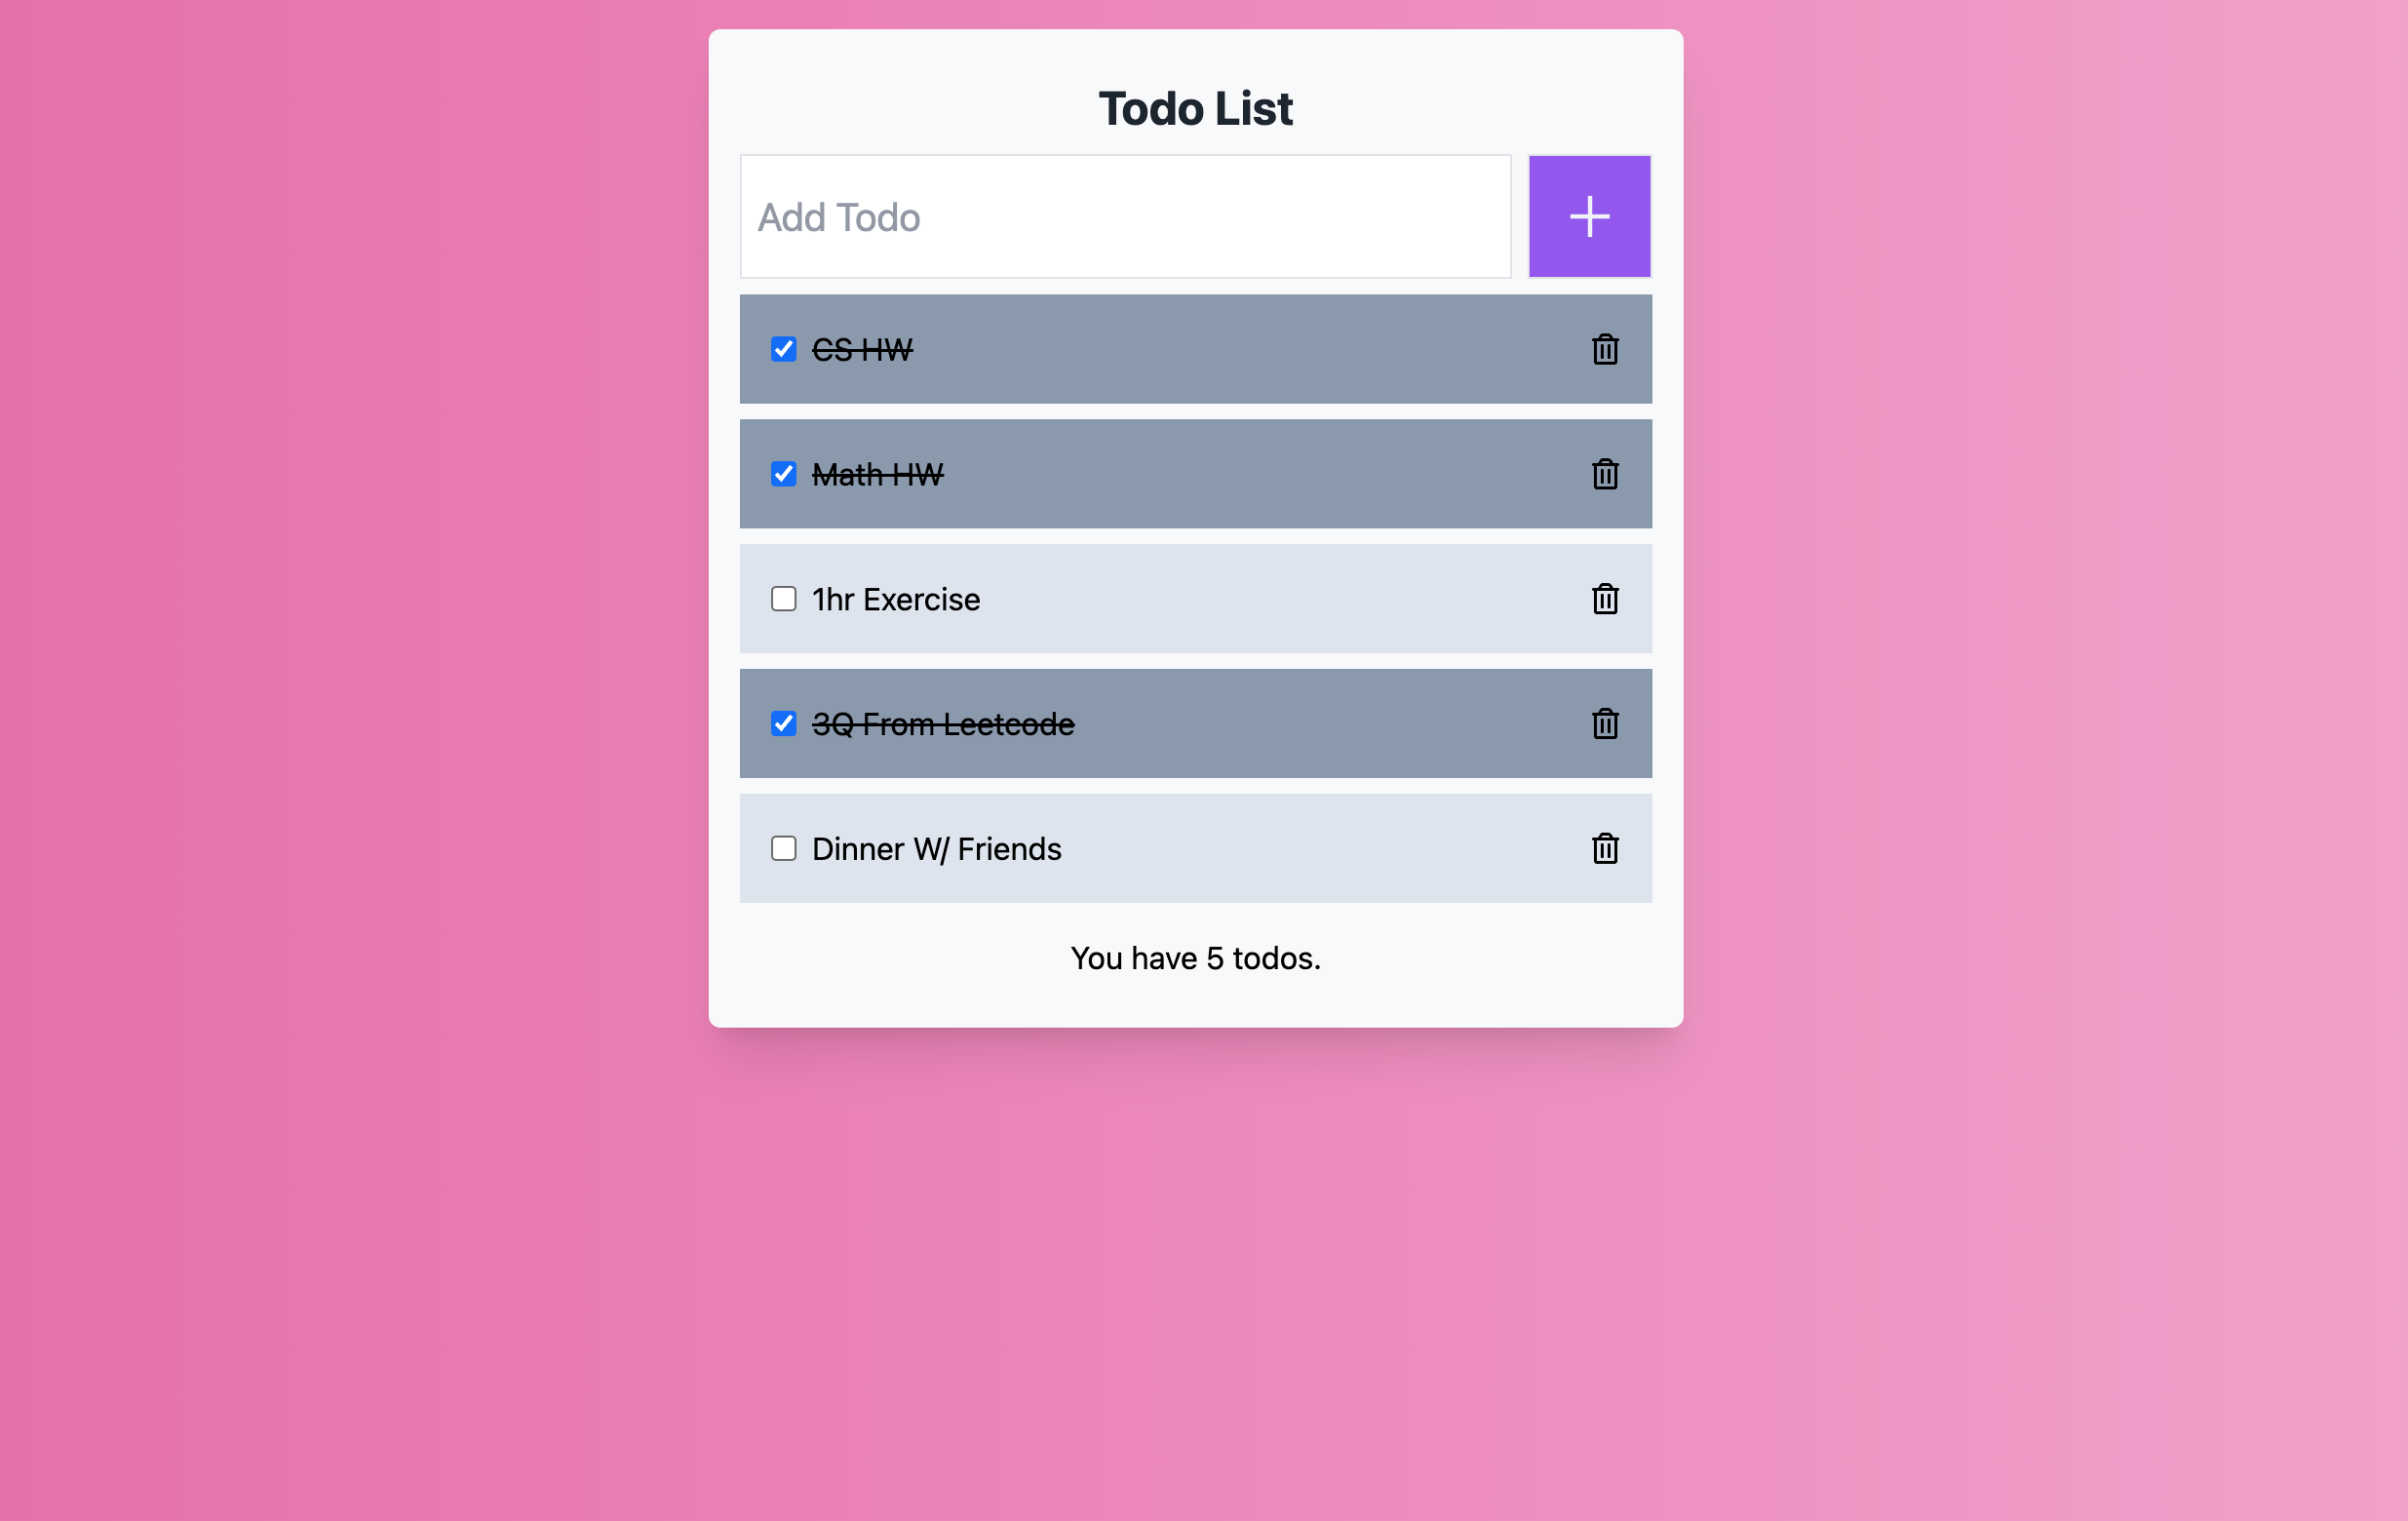 Todo List
Add Todo
CS HW
Math HW
1hr Exercise
3Q From Leetcode
Dinner W/ Friends
You have 5 todos.